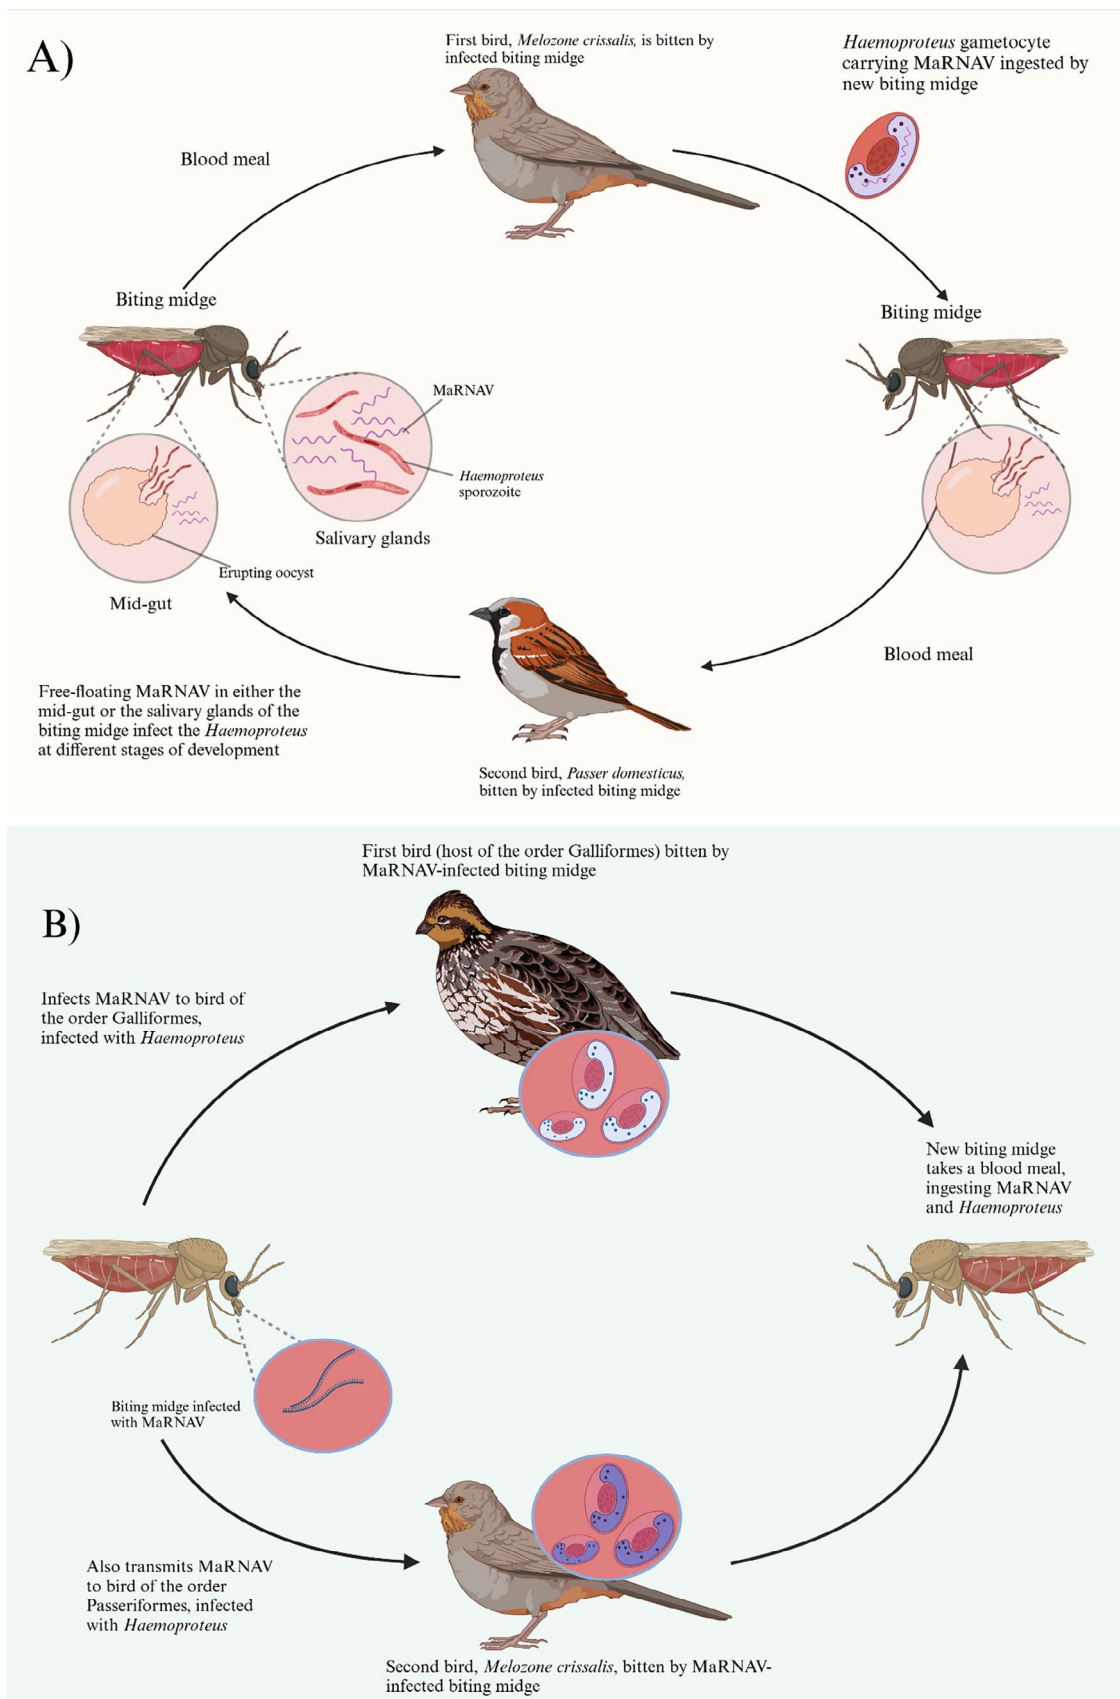 A)
First bird, Melozone crissalis, is bitten by
infected biting midge
Haemoproteus gametocyte
carrying MaRNAV ingested by
new biting midge
Blood meal
Biting midge
Biting midge
MaRNAV
Haemoproteus
sporozoite
Salivary glands
Erupting oocyst
Mid-gut
Blood meal
Free-floating MaRNAV in either the
mid-gut or the salivary glands of the
biting midge infect the Haemoproteus
at different stages of development
Second bird, Passer domesticus,
bitten by infected biting midge
B)
First bird (host of the order Galliformes) bitten by
MaRNAV-infected biting midge
Infects MaRNAV to bird of
the order Galliformes,
infected with Haemoproteus
New biting midge
takes a blood meal,
ingesting MaRNAV
and Haemoproteus
Biting midge infected
with MaRNAV
Also transmits MaRNAV
to bird of the order
Passeriformes, infected
with Haemoproteus
Second bird, Melozone crissalis, bitten by MaRNAV-
infected biting midge